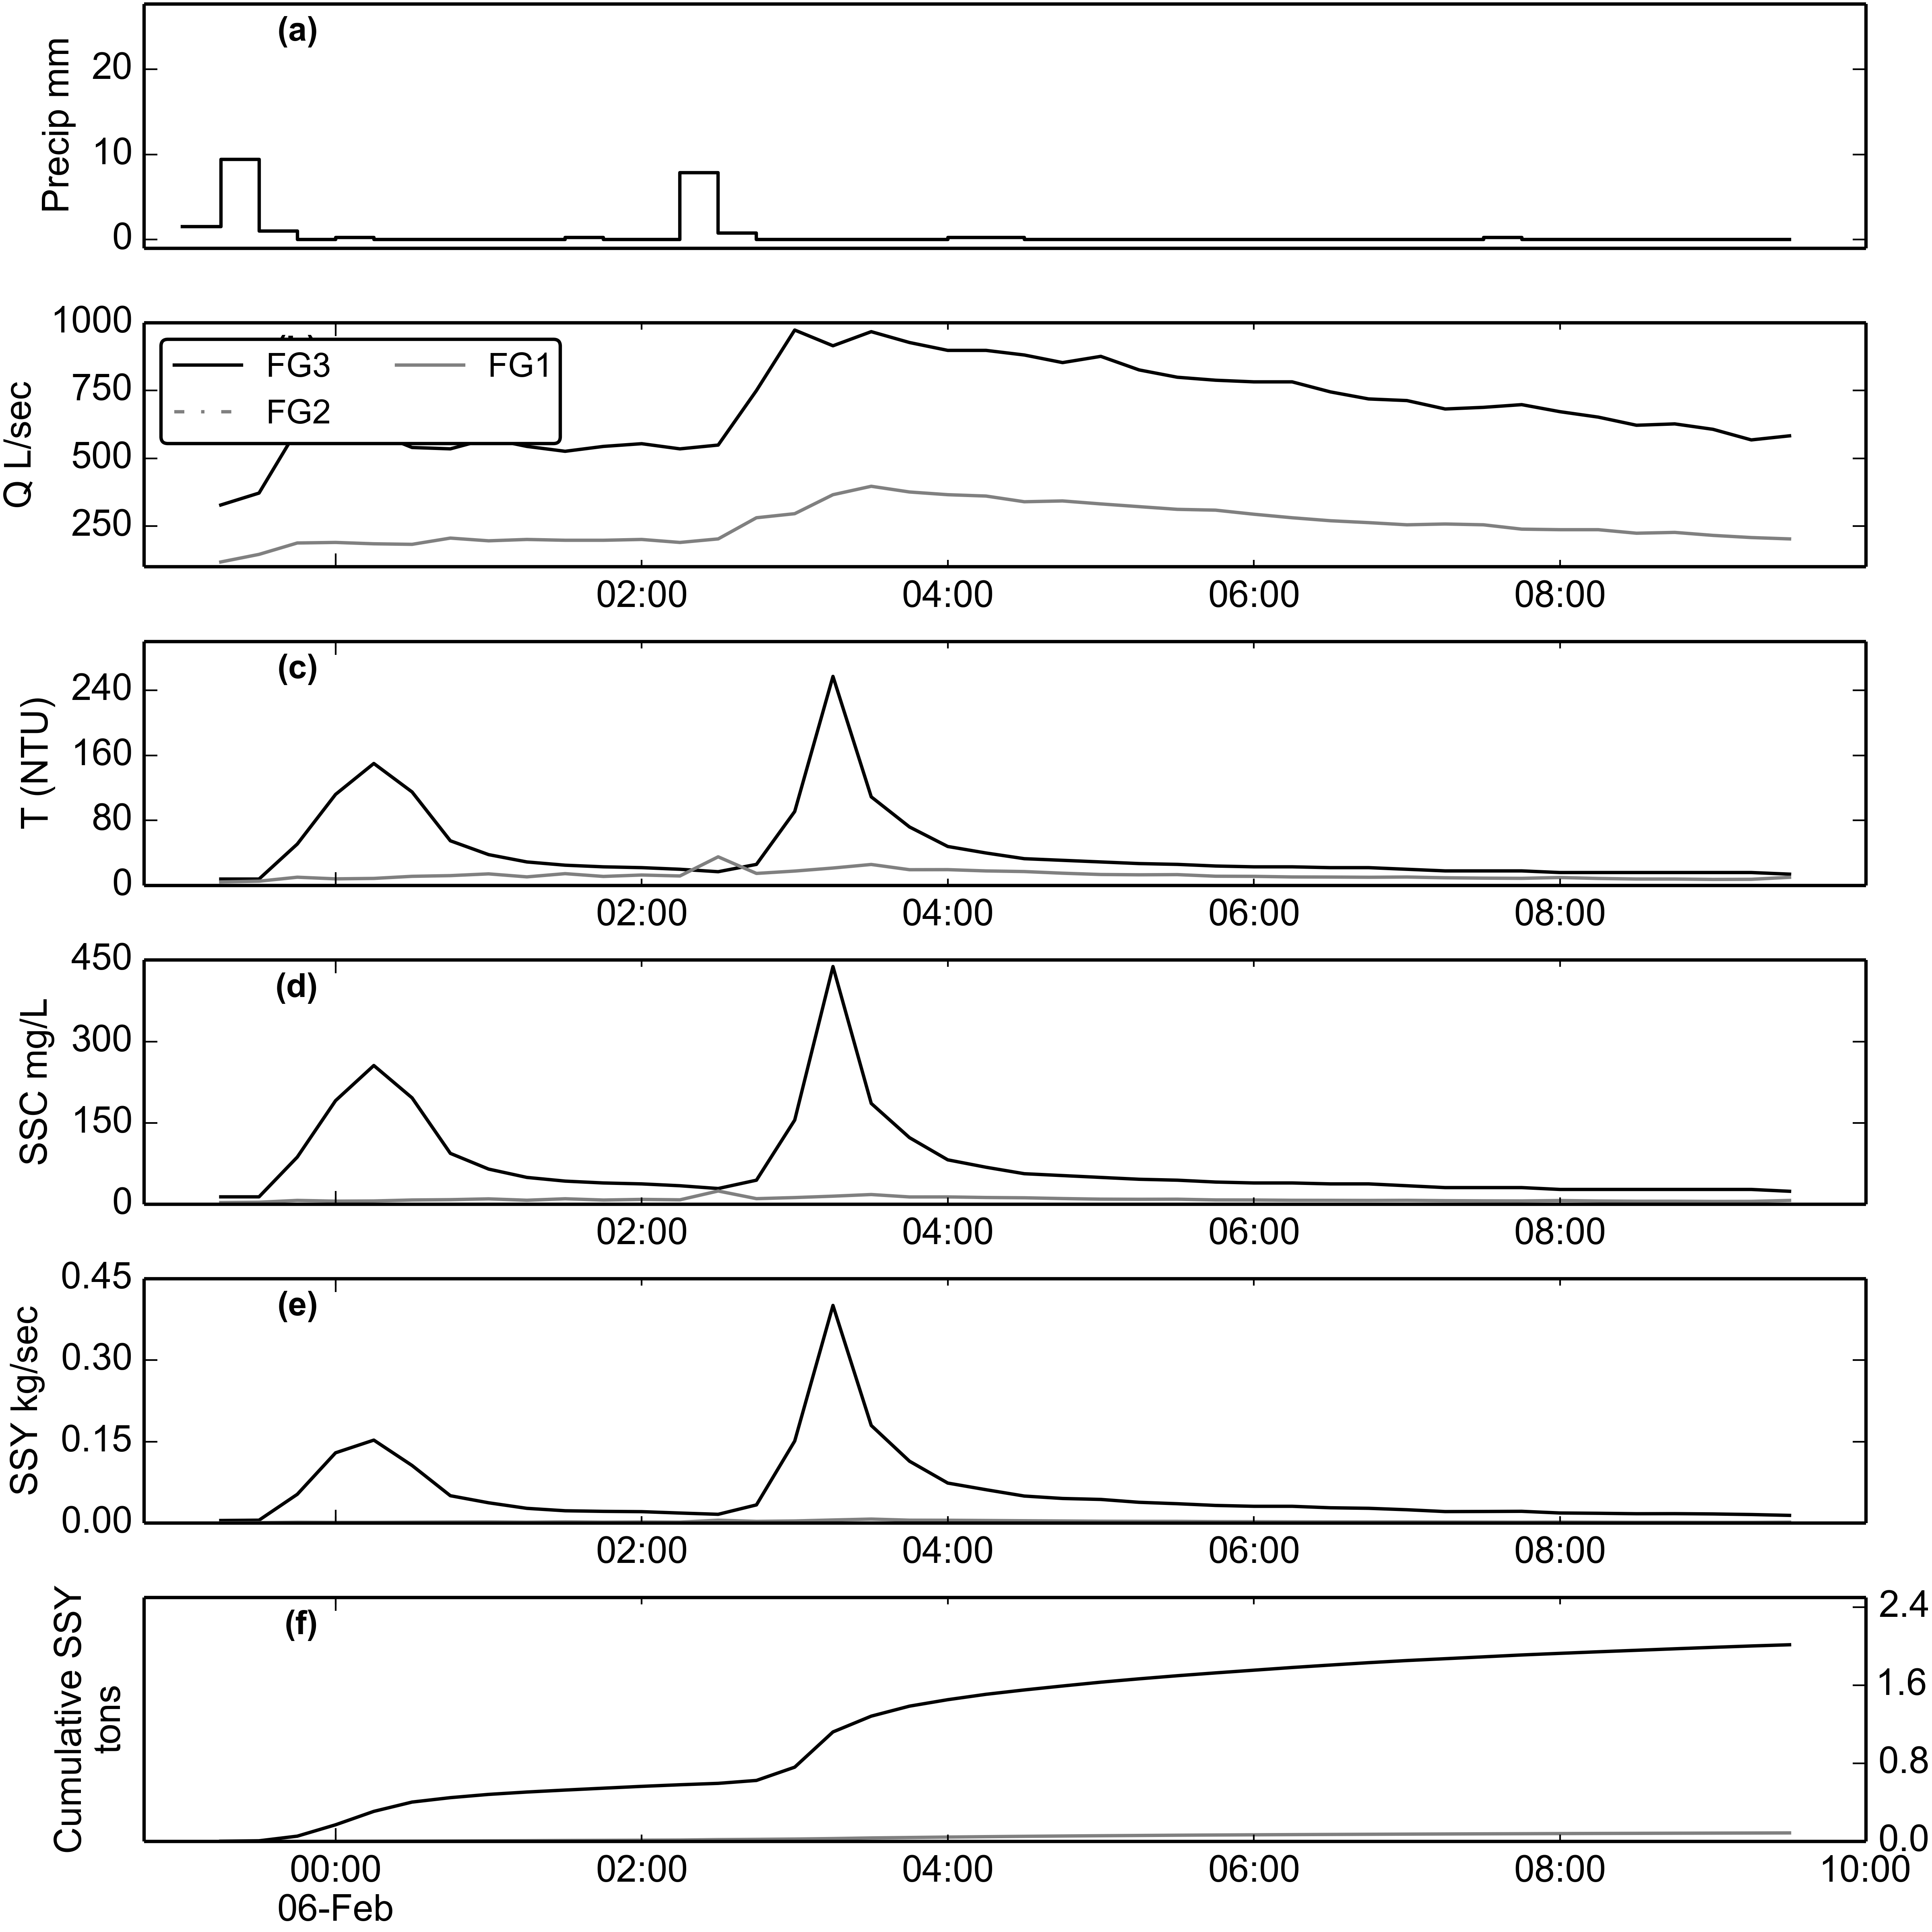 (a)
Precip mm
20
10
0
1000
750
500
250
Q L/sec
FG3 FG1
FG2
02:00 04:00 06:00 08:00
(c)
T (NTU)
240
160
80
0
02:00 04:00 06:00 08:00
(d)
SSC mg/L
450
300
150
0
02:00 04:00 06:00 08:00
(e)
SSY kg/sec
0.45
0.30
0.15
0.00
02:00 04:00 06:00 08:00
(f)
Cumulative SSY
tons
2.4
1.6
0.8
0.0
00:00 02:00 04:00 06:00 08:00 10:00
06-Feb